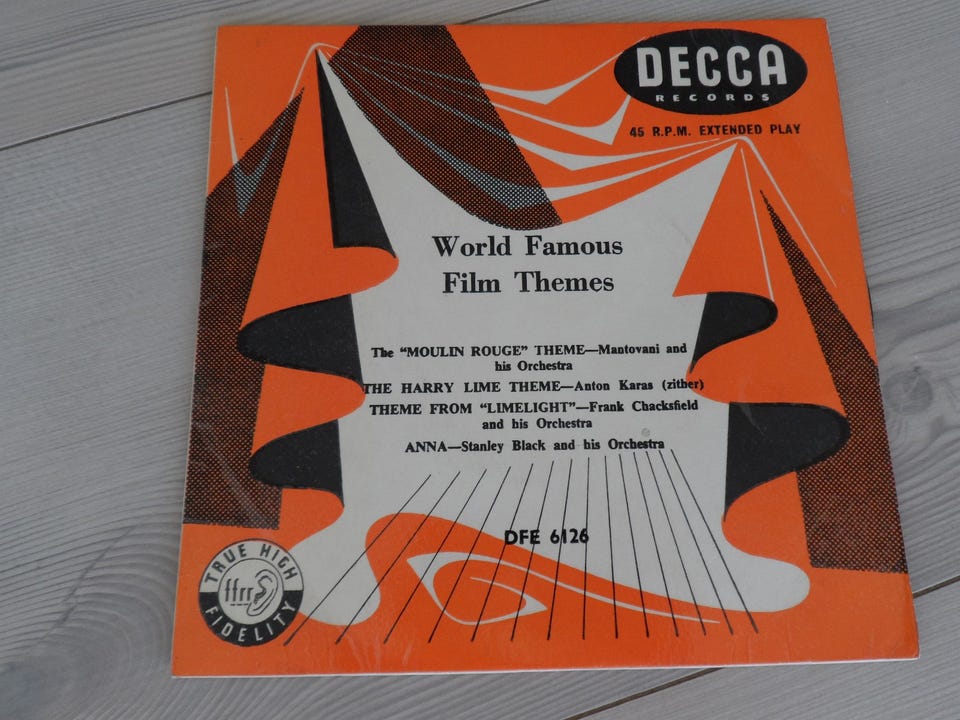 DECCA
RECORDS
45 R.P.M. EXTENDED PLAY
World Famous
Film Themes
The “MOULIN ROUGE” THEME—Mantovani and
his Orchestra
THE HARRY LIME THEME—Anton Karas (zither)
THEME FROM “LIMELIGHT”—Frank Chacksfield
and his Orchestra
ANNA—Stanley Black and his Orchestra
DFE 6126
TRUE HIGH
ffrr
FIDELITY